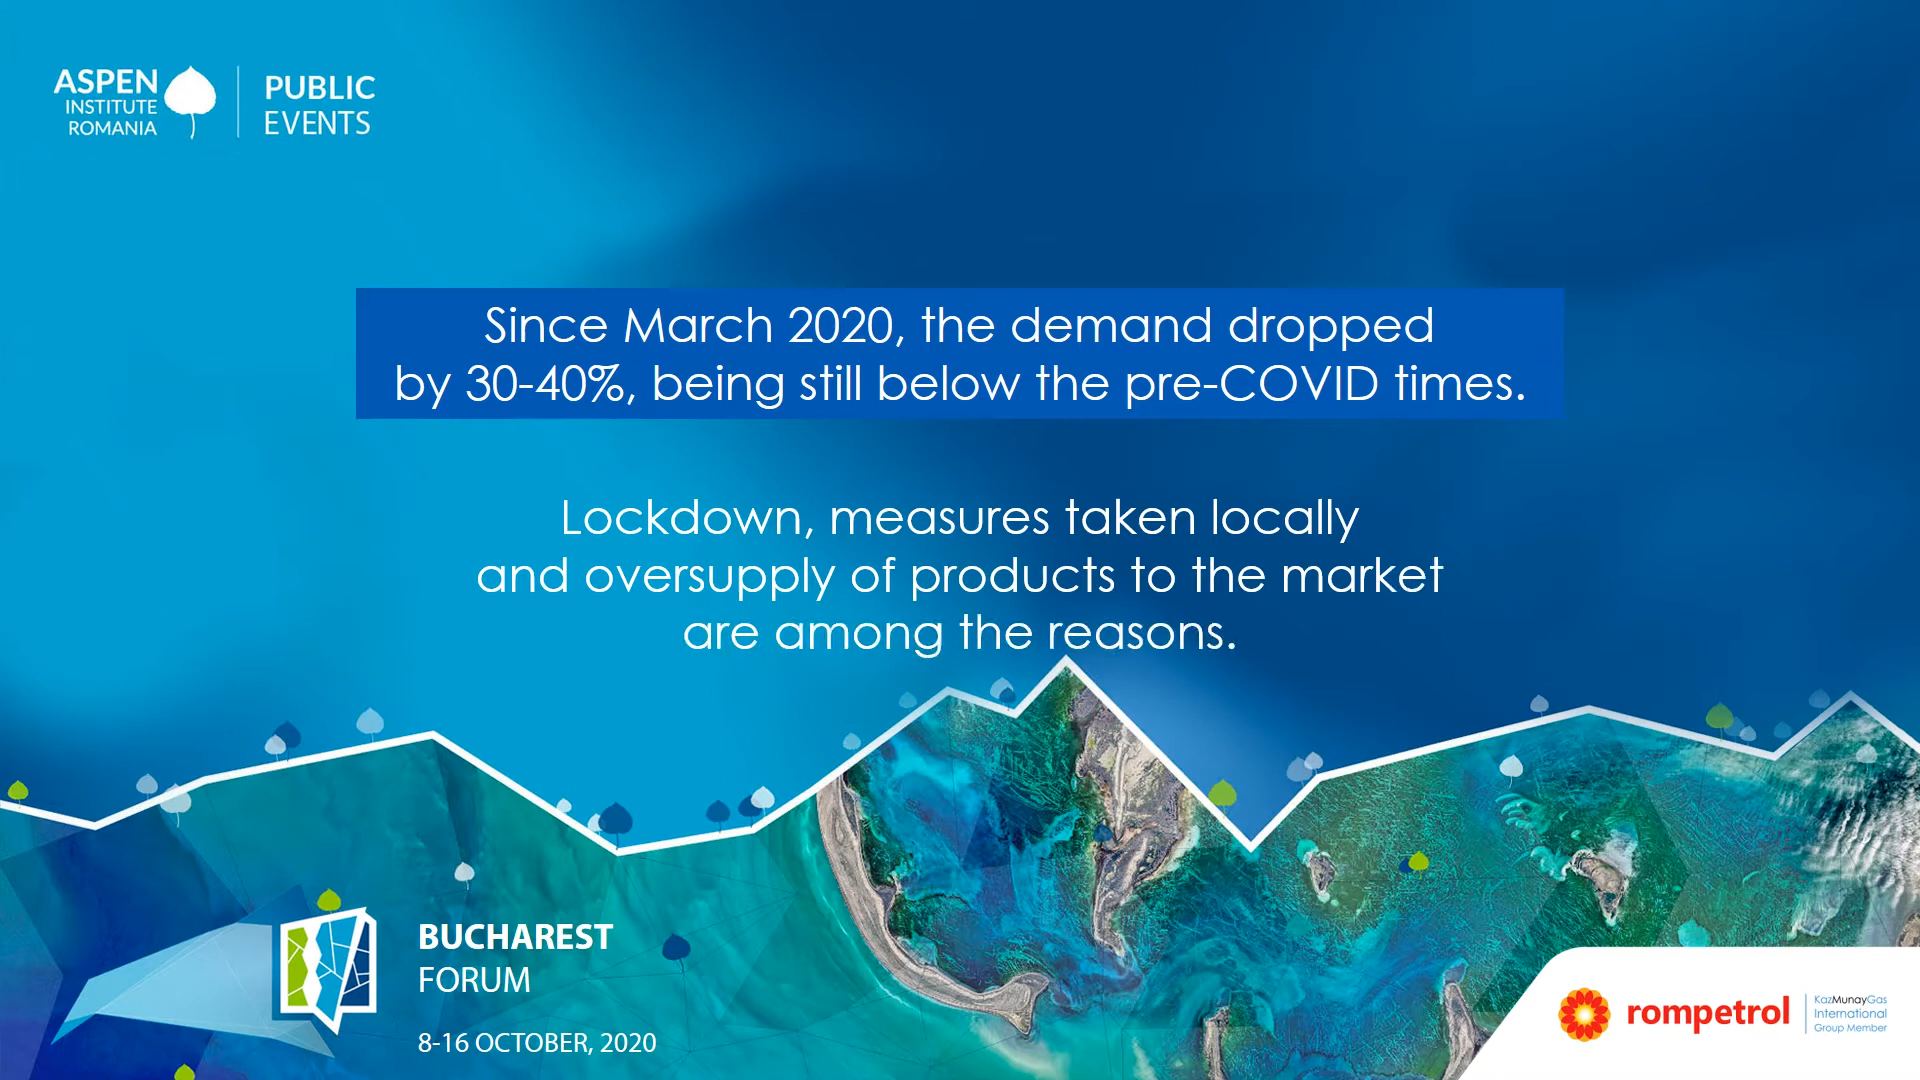 ASPEN
INSTITUTE
ROMANIA
PUBLIC
EVENTS
Since March 2020, the demand dropped
by 30-40%, being still below the pre-COVID times.
Lockdown, measures taken locally
and oversupply of products to the market
are among the reasons.
BUCHAREST
FORUM
8-16 OCTOBER, 2020
rompetrol
KazMunayGas
International
Group Member